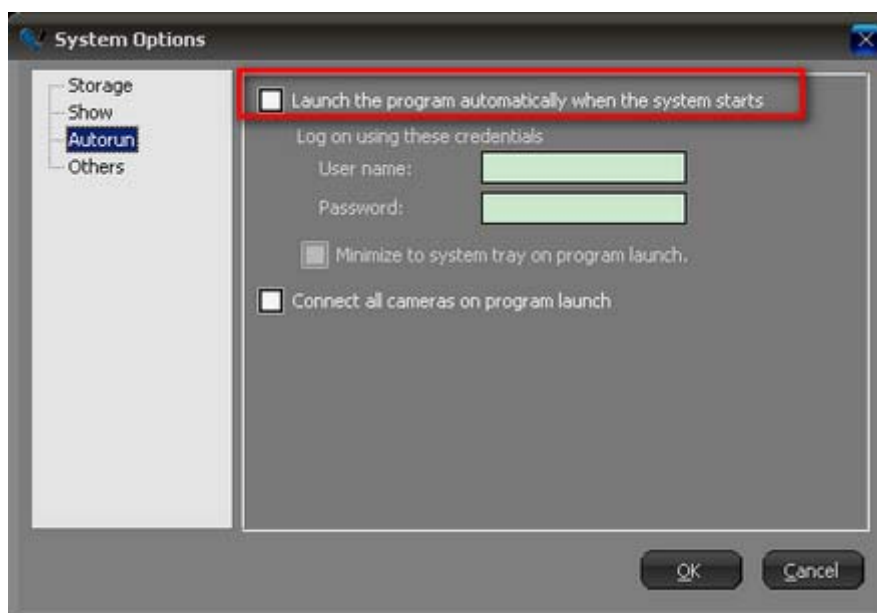 System Options
Storage
Show
Autorun
Others
Launch the program automatically when the system starts
Log on using these credentials
User name:
Password:
Minimize to system tray on program launch.
Connect all cameras on program launch
OK
Cancel